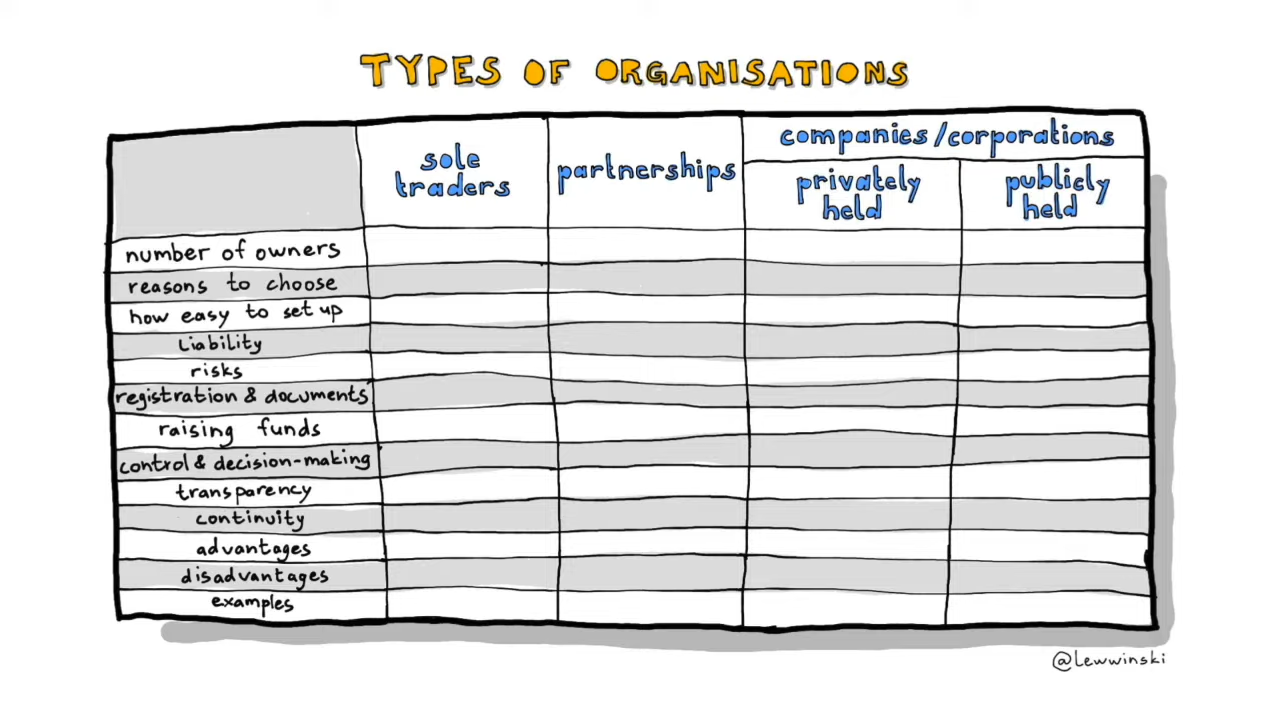 TYPES OF ORGANISATIONS
sole
traders
partnerships
companies/corporations
privately
held
publicly
held
number of owners
reasons to choose
how easy to set up
liability
risks
registration & documents
raising funds
control & decision-making
transparency
continuity
advantages
disadvantages
examples
@lewwinski